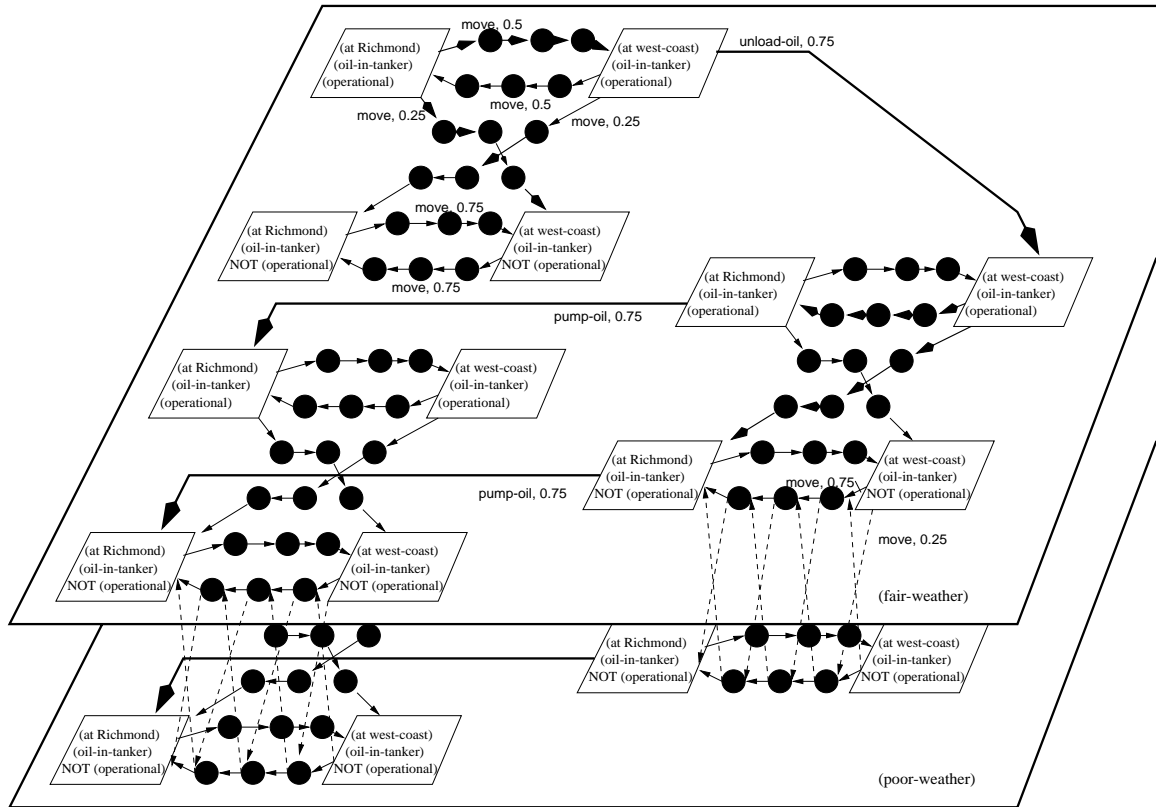 move, 0.5
(at Richmond)
(oil-in-tanker)
(operational)
(at west-coast)
(oil-in-tanker)
(operational)
unload-oil, 0.75
move, 0.5
move, 0.25
move, 0.25
(at Richmond)
(oil-in-tanker)
NOT (operational)
move, 0.75
(at west-coast)
(oil-in-tanker)
NOT (operational)
move, 0.75
(at Richmond)
(oil-in-tanker)
(operational)
(at west-coast)
(oil-in-tanker)
(operational)
pump-oil, 0.75
(at Richmond)
(oil-in-tanker)
(operational)
(at west-coast)
(oil-in-tanker)
(operational)
(at Richmond)
(oil-in-tanker)
NOT (operational)
(at west-coast)
(oil-in-tanker)
NOT (operational)
move, 0.75
pump-oil, 0.75
move, 0.25
(at Richmond)
(oil-in-tanker)
NOT (operational)
(at west-coast)
(oil-in-tanker)
NOT (operational)
(fair-weather)
(at Richmond)
(oil-in-tanker)
NOT (operational)
(at west-coast)
(oil-in-tanker)
NOT (operational)
(at Richmond)
(oil-in-tanker)
NOT (operational)
(at west-coast)
(oil-in-tanker)
NOT (operational)
(poor-weather)